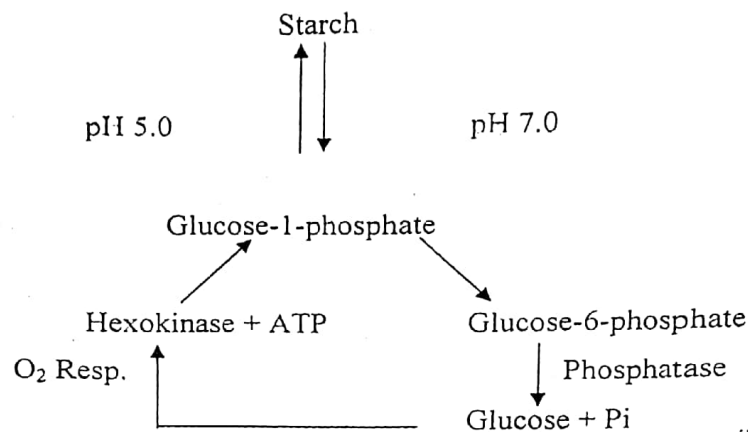 Starch
pH 5.0 pH 7.0
Glucose-1-phosphate
Hexokinase + ATP Glucose-6-phosphate
O₂ Resp. Phosphatase
Glucose + Pi